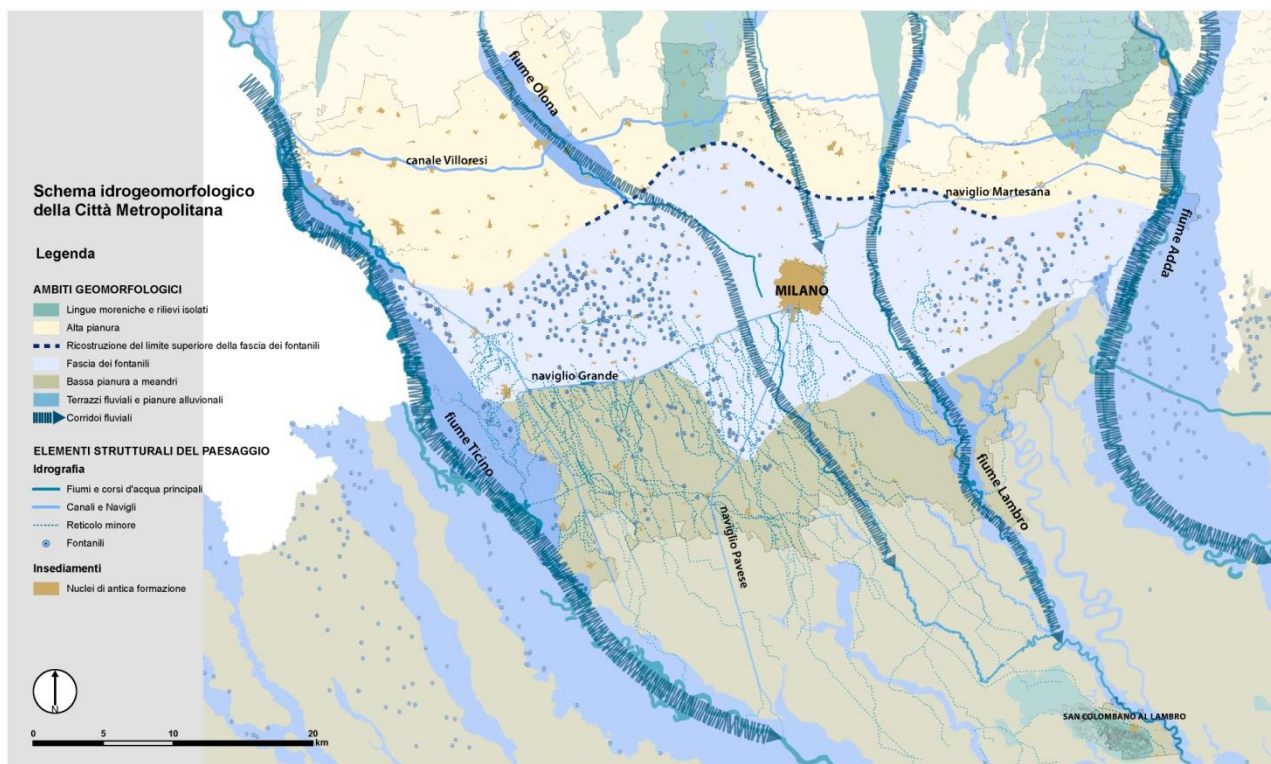 Schema idrogeomorfologico
della Città Metropolitana
Legenda
AMBITI GEOMORFOLOGICI
Lingue moreniche e rilievi isolati
Alta pianura
Ricostruzione del limite superiore della fascia dei fontanili
Fascia dei fontanili
Bassa pianura a meandri
Terrazzi fluviali e pianure alluvionali
Corridoi fluviali
ELEMENTI STRUTTURALI DEL PAESAGGIO
Idrografia
Fiumi e corsi d'acqua principali
Canali e Navigli
Reticolo minore
Fontanili
Insediamenti
Nuclei di antica formazione
N
0 5 10 20
km
fiume Olona
canale Villoresi
naviglio Martesana
fiume Adda
MILANO
naviglio Grande
fiume Ticino
fiume Lambro
naviglio Pavese
SAN COLOMBANO AL LAMBRO